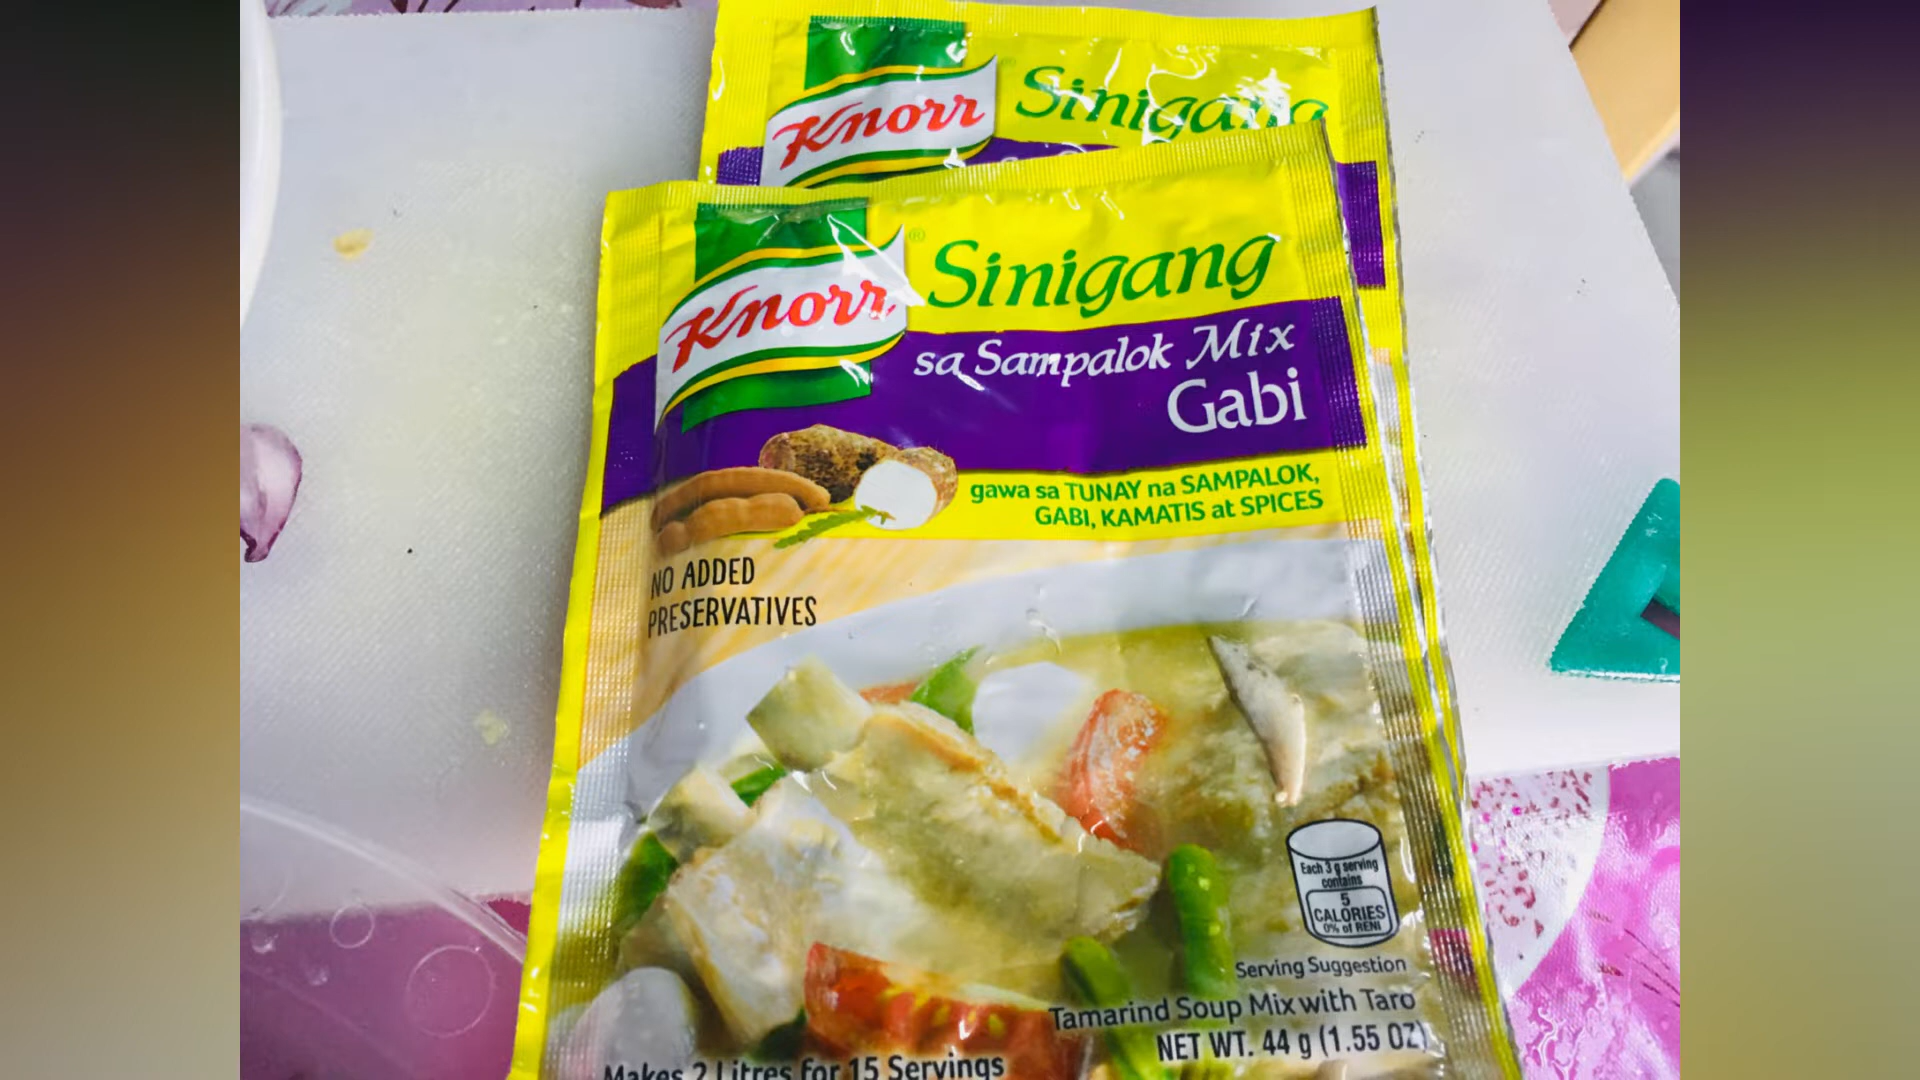 Knorr
Sinigang
Knorr
®
Sinigang
sa Sampalok Mix
Gabi
gawa sa TUNAY na SAMPALOK,
GABI, KAMATIS at SPICES
NO ADDED
PRESERVATIVES
Each 3 g serving
contains
5
CALORIES
0% of RENI
Serving Suggestion
Tamarind Soup Mix with Taro
NET WT. 44 g (1.55 OZ)
Makes 2 Litres for 15 Servings